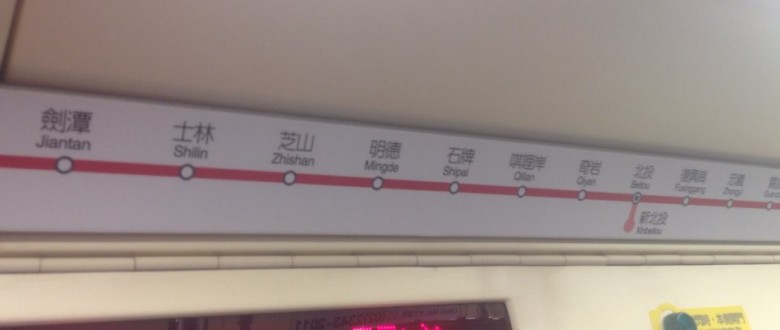 劍潭
Jiantan
士林
Shilin
芝山
Zhishan
明德
Mingde
石牌
Shipai
唭哩岸
Qilian
奇岩
Qiyan
北投
Beitou
新北投
Xinbeitou
復興崗
Fuxinggang
忠義
Zhongyi